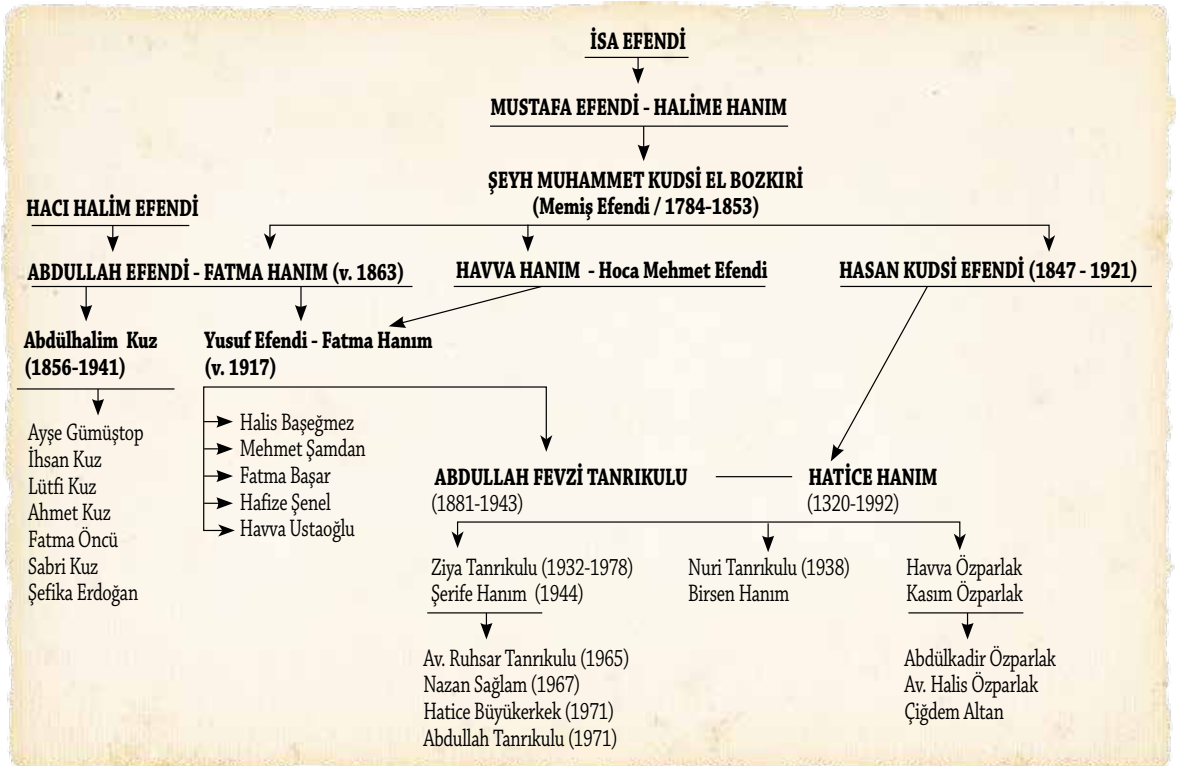 İSA EFENDİ
MUSTAFA EFENDİ - HALİME HANIM
ŞEYH MUHAMMET KUDSİ EL BOZKIRİ
(Memiş Efendi / 1784-1853)
HACI HALİM EFENDİ
ABDULLAH EFENDİ - FATMA HANIM (v. 1863)
HAVVA HANIM - Hoca Mehmet Efendi
HASAN KUDSİ EFENDİ (1847 - 1921)
Abdülhalim Kuz
(1856-1941)
Yusuf Efendi - Fatma Hanım
(v. 1917)
Ayşe Gümüştop
İhsan Kuz
Lütfi Kuz
Ahmet Kuz
Fatma Öncü
Sabri Kuz
Şefika Erdoğan
Halis Başeğmez
Mehmet Şamdan
Fatma Başar
Hafize Şenel
Havva Ustaoğlu
ABDULLAH FEVZİ TANRIKULU
(1881-1943)
HATİCE HANIM
(1320-1992)
Ziya Tanrıkulu (1932-1978)
Şerife Hanım (1944)
Nuri Tanrıkulu (1938)
Birsen Hanım
Havva Özparlak
Kasım Özparlak
Av. Ruhsar Tanrıkulu (1965)
Nazan Sağlam (1967)
Hatice Büyükerkek (1971)
Abdullah Tanrıkulu (1971)
Abdülkadir Özparlak
Av. Halis Özparlak
Çiğdem Altan